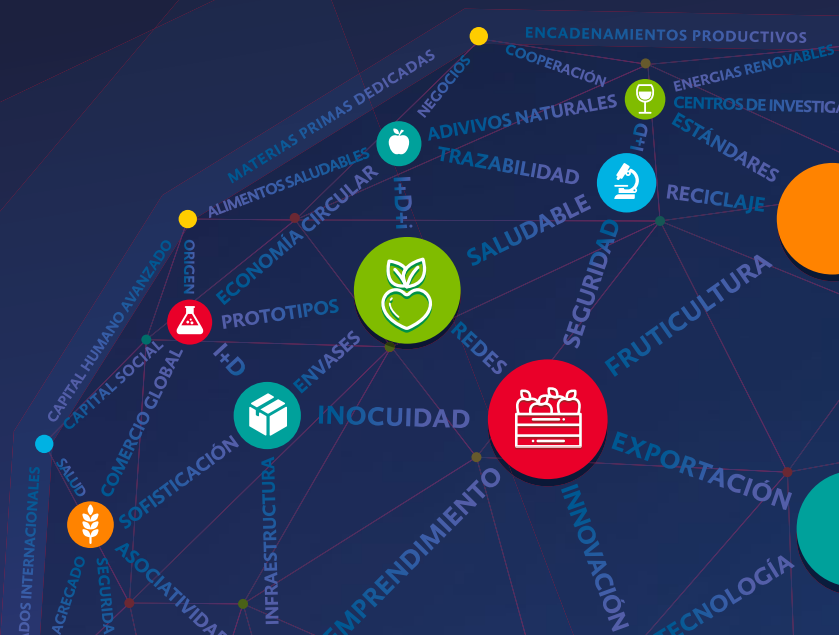 ENCADENAMIENTOS PRODUCTIVOS
COOPERACIÓN
ENERGIAS RENOVABLES
MATERIAS PRIMAS DEDICADAS
NEGOCIOS
ADIVIVOS NATURALES
I+D
CENTROS DE INVESTIGA
ESTÁNDARES
ALIMENTOS SALUDABLES
TRAZABILIDAD
RECICLAJE
I+D+i
ECONOMÍA CIRCULAR
SALUDABLE
SEGURIDAD
ORIGEN
CAPITAL HUMANO AVANZADO
PROTOTIPOS
FRUTICULTURA
REDES
ENVASES
I+D
CAPITAL SOCIAL
COMERCIO GLOBAL
INOCUIDAD
EXPORTACIÓN
SALUD
SOFISTICACIÓN
INFRAESTRUCTURA
EMPRENDIMIENTO
INNOVACIÓN
ADOS INTERNACIONALES
AGREGADO
SEGURIDA
ASOCIATIVIDAD
TECNOLOGÍA